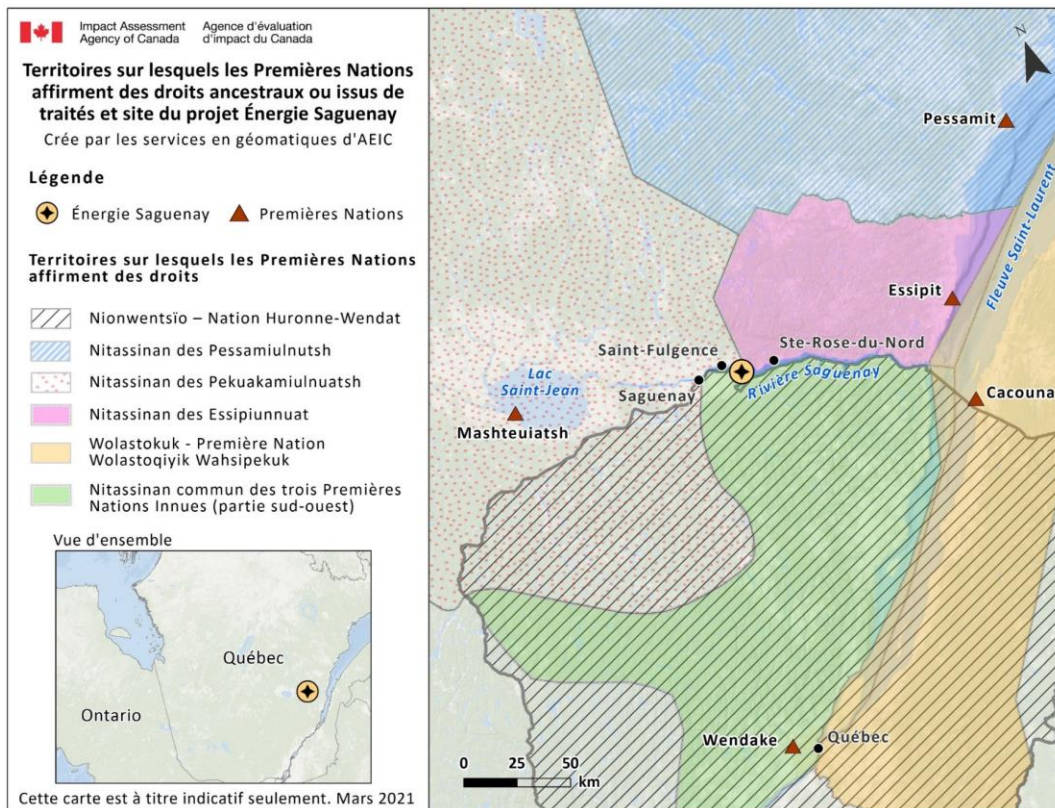 Impact Assessment
Agency of Canada
Agence d'évaluation
d'impact du Canada
Territoires sur lesquels les Premières Nations
affirment des droits ancestraux ou issus de
traités et site du projet Énergie Saguenay
Crée par les services en géomatiques d'AEIC
Légende
Énergie Saguenay
Premières Nations
Territoires sur lesquels les Premières Nations
affirment des droits
Nionwentsïo – Nation Huronne-Wendat
Nitassinan des Pessamiulnutsh
Nitassinan des Pekuakamiulnuatsh
Nitassinan des Essipiunnuat
Wolastokuk - Première Nation
Wolastoqiyik Wahsipekuk
Nitassinan commun des trois Premières
Nations Innues (partie sud-ouest)
Vue d'ensemble
Québec
Ontario
Cette carte est à titre indicatif seulement. Mars 2021
N
Pessamit
Fleuve Saint-Laurent
Essipit
Ste-Rose-du-Nord
Saint-Fulgence
Rivière Saguenay
Lac
Saint-Jean
Saguenay
Cacouna
Mashteuiatsh
Wendake
Québec
0 25 50
km